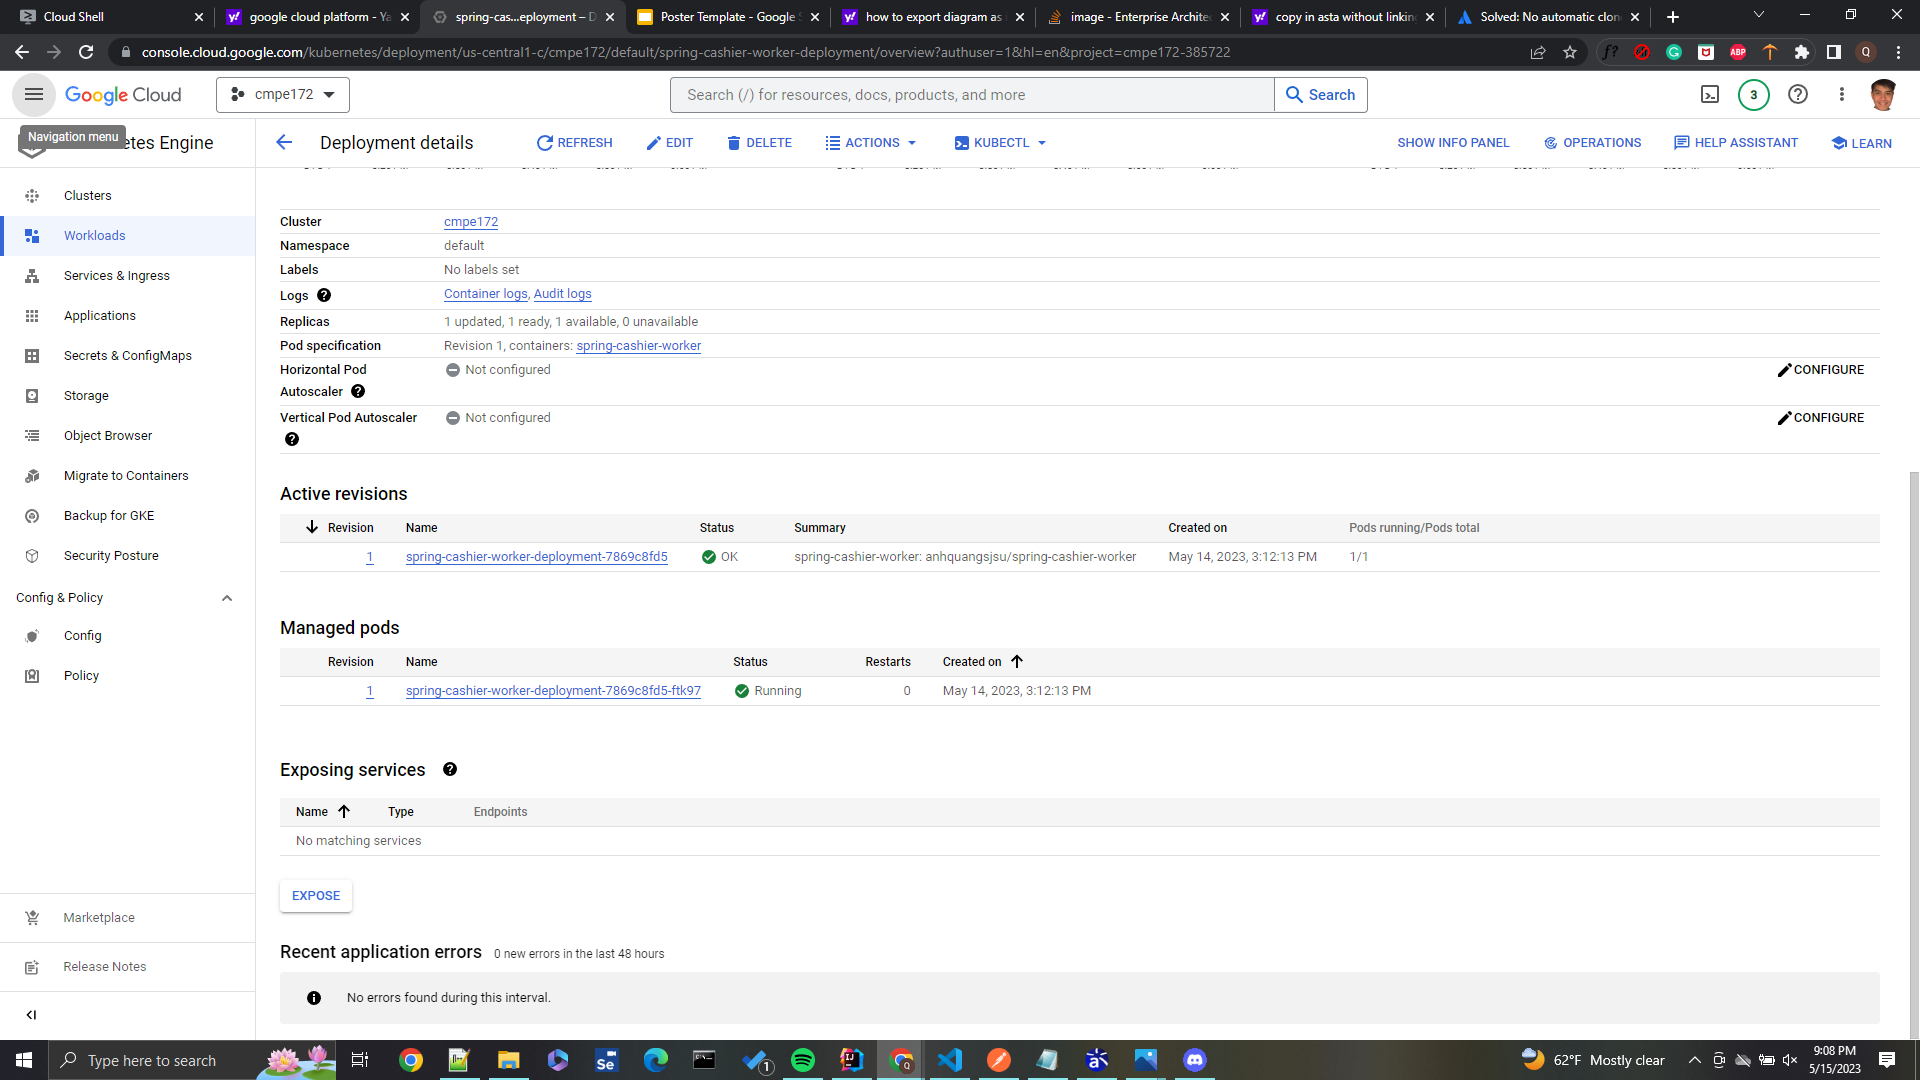 Cloud Shell
google cloud platform - Ya
spring-cas...eployment – D
Poster Template - Google S
how to export diagram as
image - Enterprise Architec
copy in asta without linking
Solved: No automatic clon
console.cloud.google.com/kubernetes/deployment/us-central1-c/cmpe172/default/spring-cashier-worker-deployment/overview?authuser=1&hl=en&project=cmpe172-385722
Google Cloud
cmpe172
Search (/) for resources, docs, products, and more
Search
3
Navigation menu
etes Engine
Deployment details
REFRESH
EDIT
DELETE
ACTIONS
KUBECTL
SHOW INFO PANEL
OPERATIONS
HELP ASSISTANT
LEARN
Clusters
Workloads
Services & Ingress
Applications
Secrets & ConfigMaps
Storage
Object Browser
Migrate to Containers
Backup for GKE
Security Posture
Config & Policy
Config
Policy
Marketplace
Release Notes
Cluster cmpe172
Namespace default
Labels No labels set
Logs Container logs, Audit logs
Replicas 1 updated, 1 ready, 1 available, 0 unavailable
Pod specification Revision 1, containers: spring-cashier-worker
Horizontal Pod Autoscaler Not configured CONFIGURE
Vertical Pod Autoscaler Not configured CONFIGURE
Active revisions
Revision Name Status Summary Created on Pods running/Pods total
1 spring-cashier-worker-deployment-7869c8fd5 OK spring-cashier-worker: anhquangsjsu/spring-cashier-worker May 14, 2023, 3:12:13 PM 1/1
Managed pods
Revision Name Status Restarts Created on
1 spring-cashier-worker-deployment-7869c8fd5-ftk97 Running 0 May 14, 2023, 3:12:13 PM
Exposing services
Name Type Endpoints
No matching services
EXPOSE
Recent application errors 0 new errors in the last 48 hours
No errors found during this interval.
Type here to search
62°F Mostly clear
9:08 PM
5/15/2023